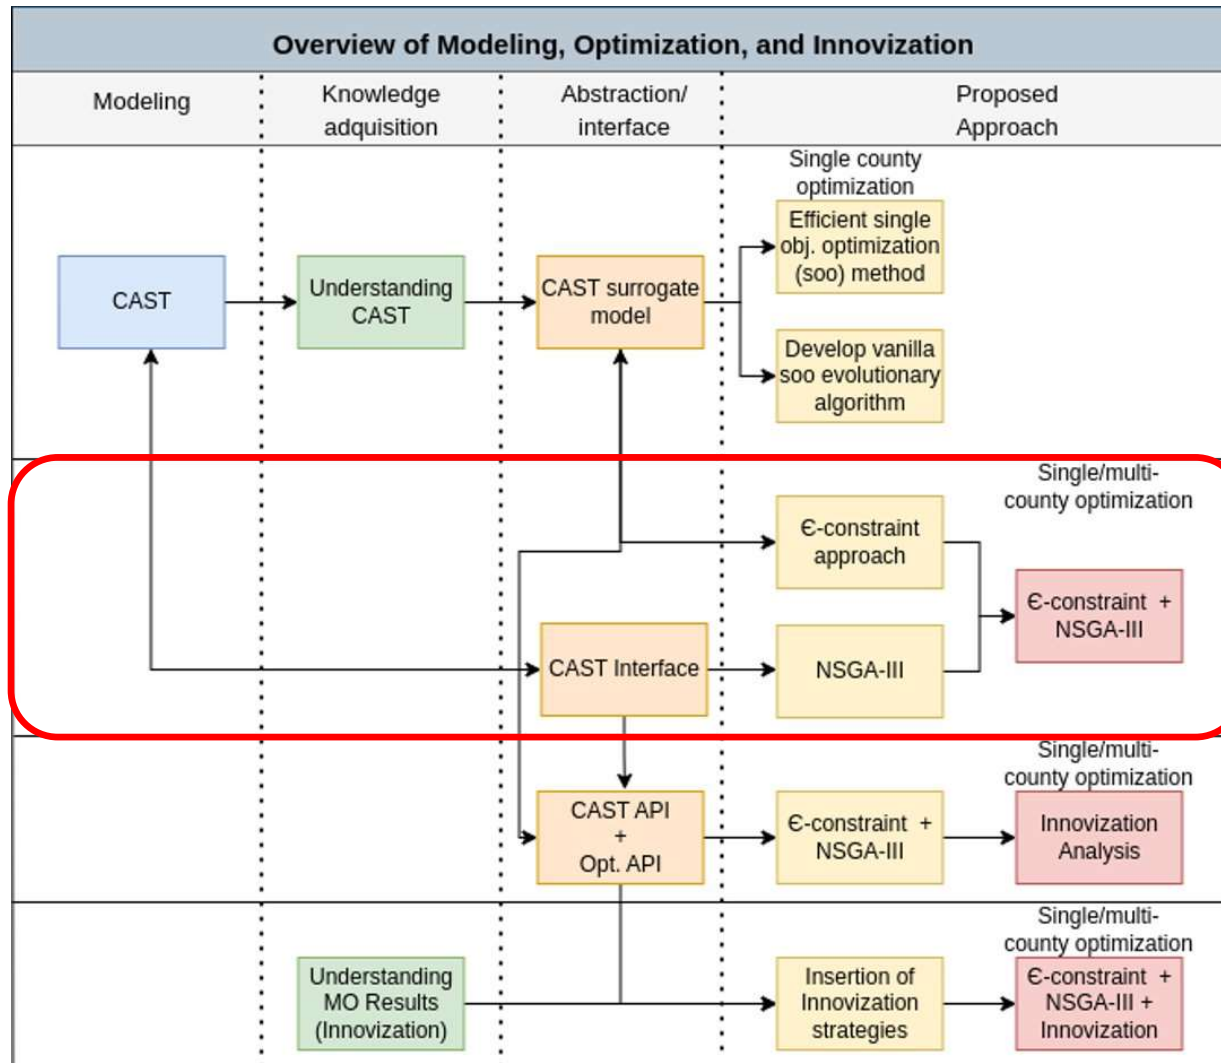 Overview of Modeling, Optimization, and Innovization
Modeling
Knowledge
adquisition
Abstraction/
interface
Proposed
Approach
Single county
optimization
Efficient single
obj. optimization
(soo) method
CAST
Understanding
CAST
CAST surrogate
model
Develop vanilla
soo evolutionary
algorithm
Single/multi-
county optimization
Є-constraint
approach
Є-constraint +
NSGA-III
CAST Interface
NSGA-III
Single/multi-
county optimization
CAST API
+
Opt. API
Є-constraint +
NSGA-III
Innovization
Analysis
Single/multi-
county optimization
Understanding
MO Results
(Innovization)
Insertion of
Innovization
strategies
Є-constraint +
NSGA-III +
Innovization